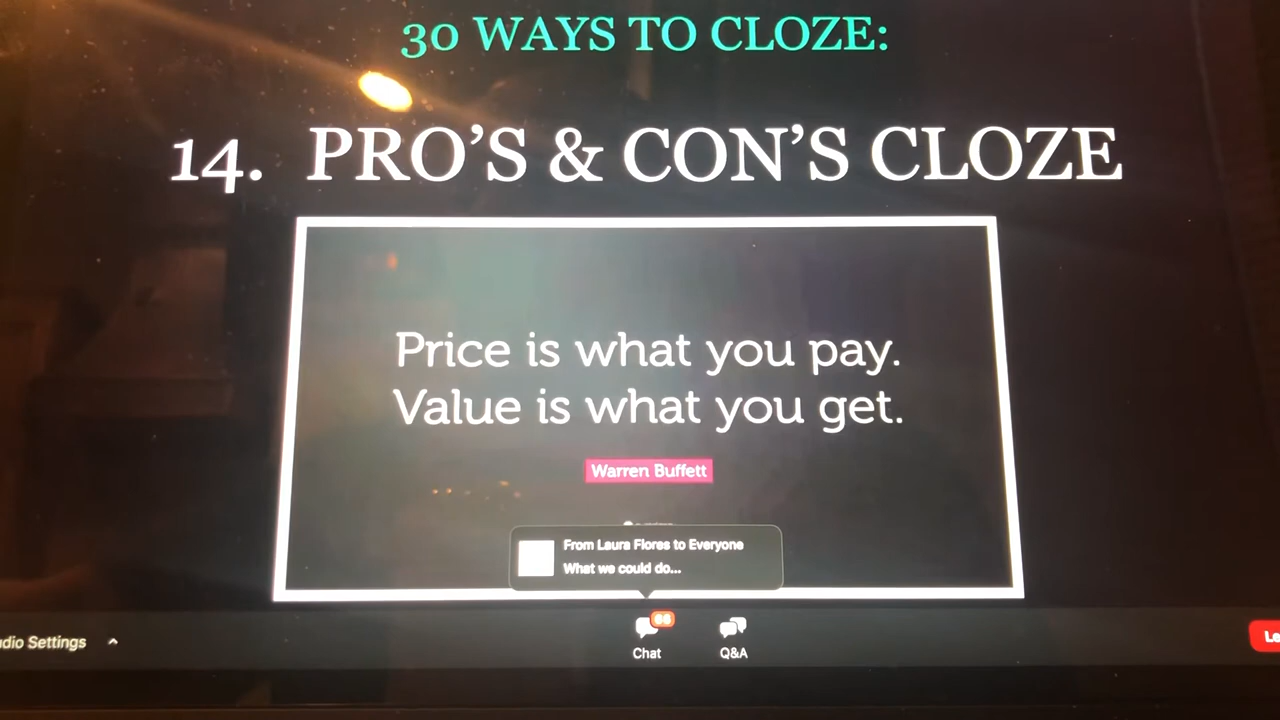 30 WAYS TO CLOZE:
14. PRO'S & CON'S CLOZE
Price is what you pay.
Value is what you get.
Warren Buffett
From Laura Flores to Everyone
What we could do...
66
dio Settings
Chat
Q&A
Le